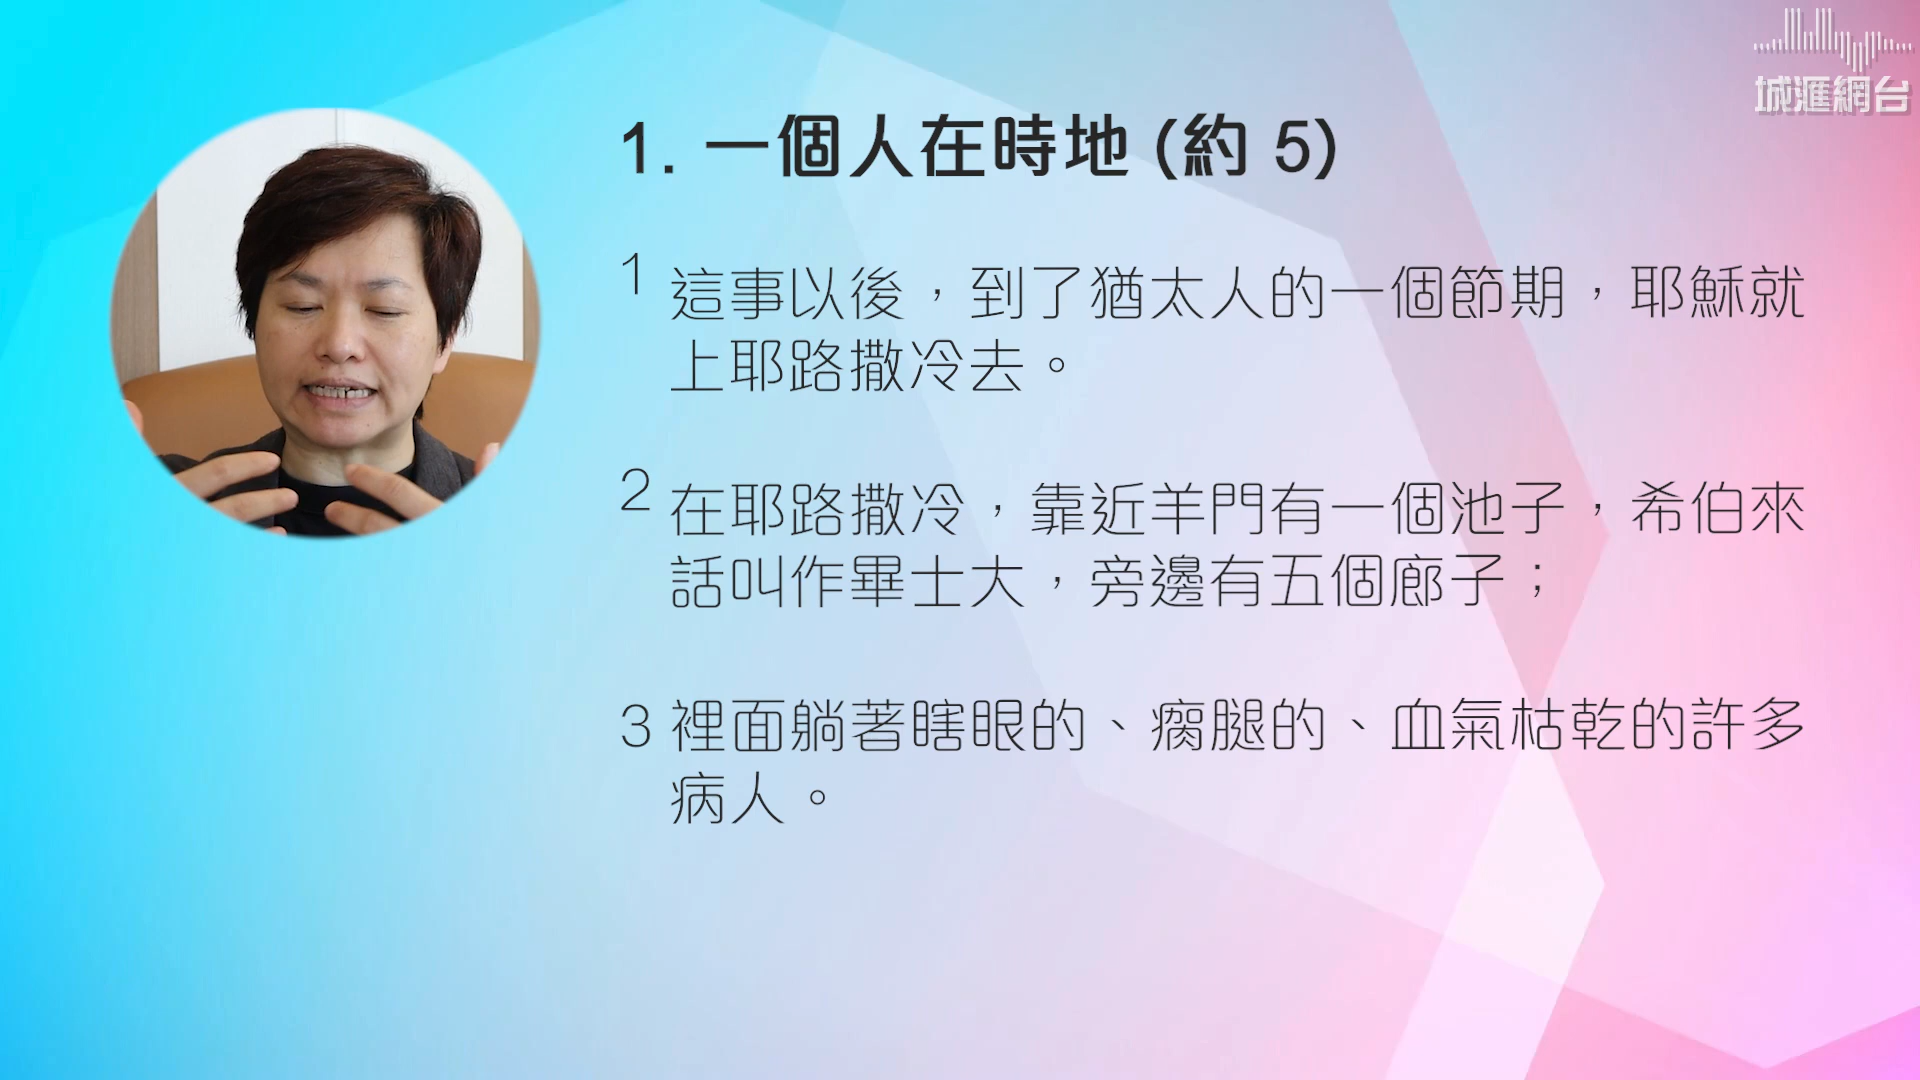 城滙網台
1. 一個人在時地 (約 5)
1 這事以後，到了猶太人的一個節期，耶穌就
上耶路撒冷去。
2 在耶路撒冷，靠近羊門有一個池子，希伯來
話叫作畢士大，旁邊有五個廊子；
3 裡面躺著瞎眼的、瘸腿的、血氣枯乾的許多
病人。